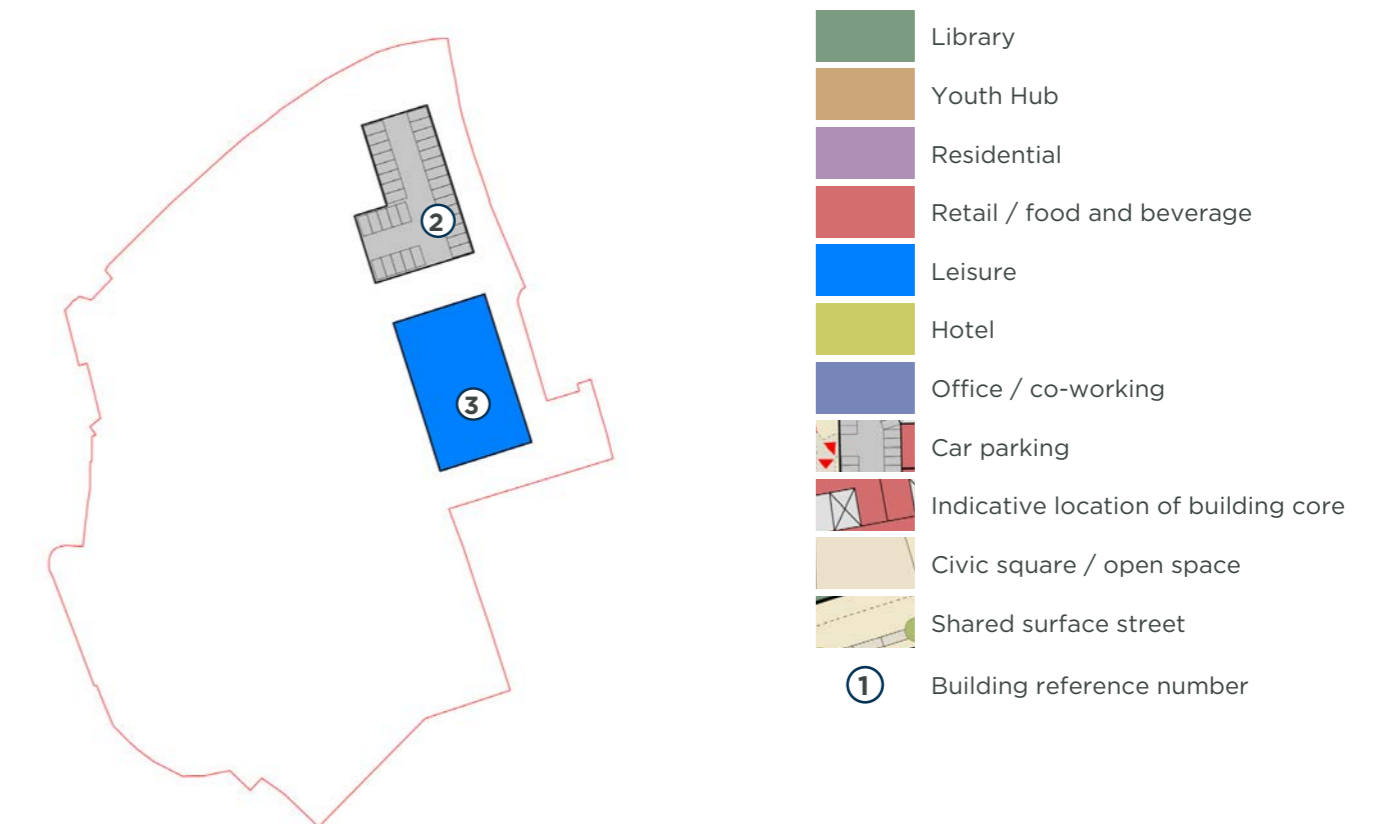 2
3
Library
Youth Hub
Residential
Retail / food and beverage
Leisure
Hotel
Office / co-working
Car parking
Indicative location of building core
Civic square / open space
Shared surface street
1 Building reference number